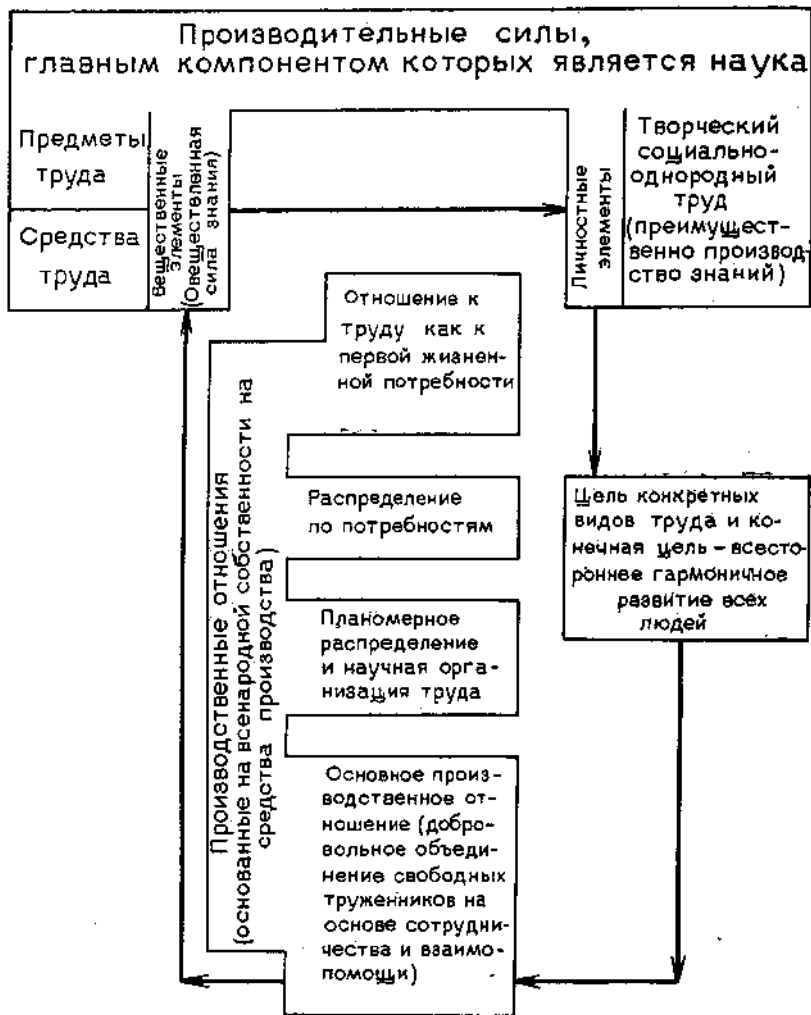 Производительные силы,
главным компонентом которых является наука
Предметы
труда
Средства
труда
Вещественные
элементы
(Овеществленная
сила знания)
Личностные
элементы
Творческий
социально-
однородный
труд
(преимущест-
венно производ-
ство знаний)
Производственные отношения
(основанные на всенародной собственности на
средства производства)
Отношение к
труду как к
первой жизнен-
ной потребности
Распределение
по потребностям
Планомерное
распределение
и научная орга-
низация труда
Основное произ-
водственное от-
ношение (добро-
вольное объеди-
нение свободных
труженников на
основе сотрудни-
чества и взаимо-
помощи)
Цель конкретных
видов труда и ко-
нечная цель – всесто-
роннее гармоничное
развитие всех
людей